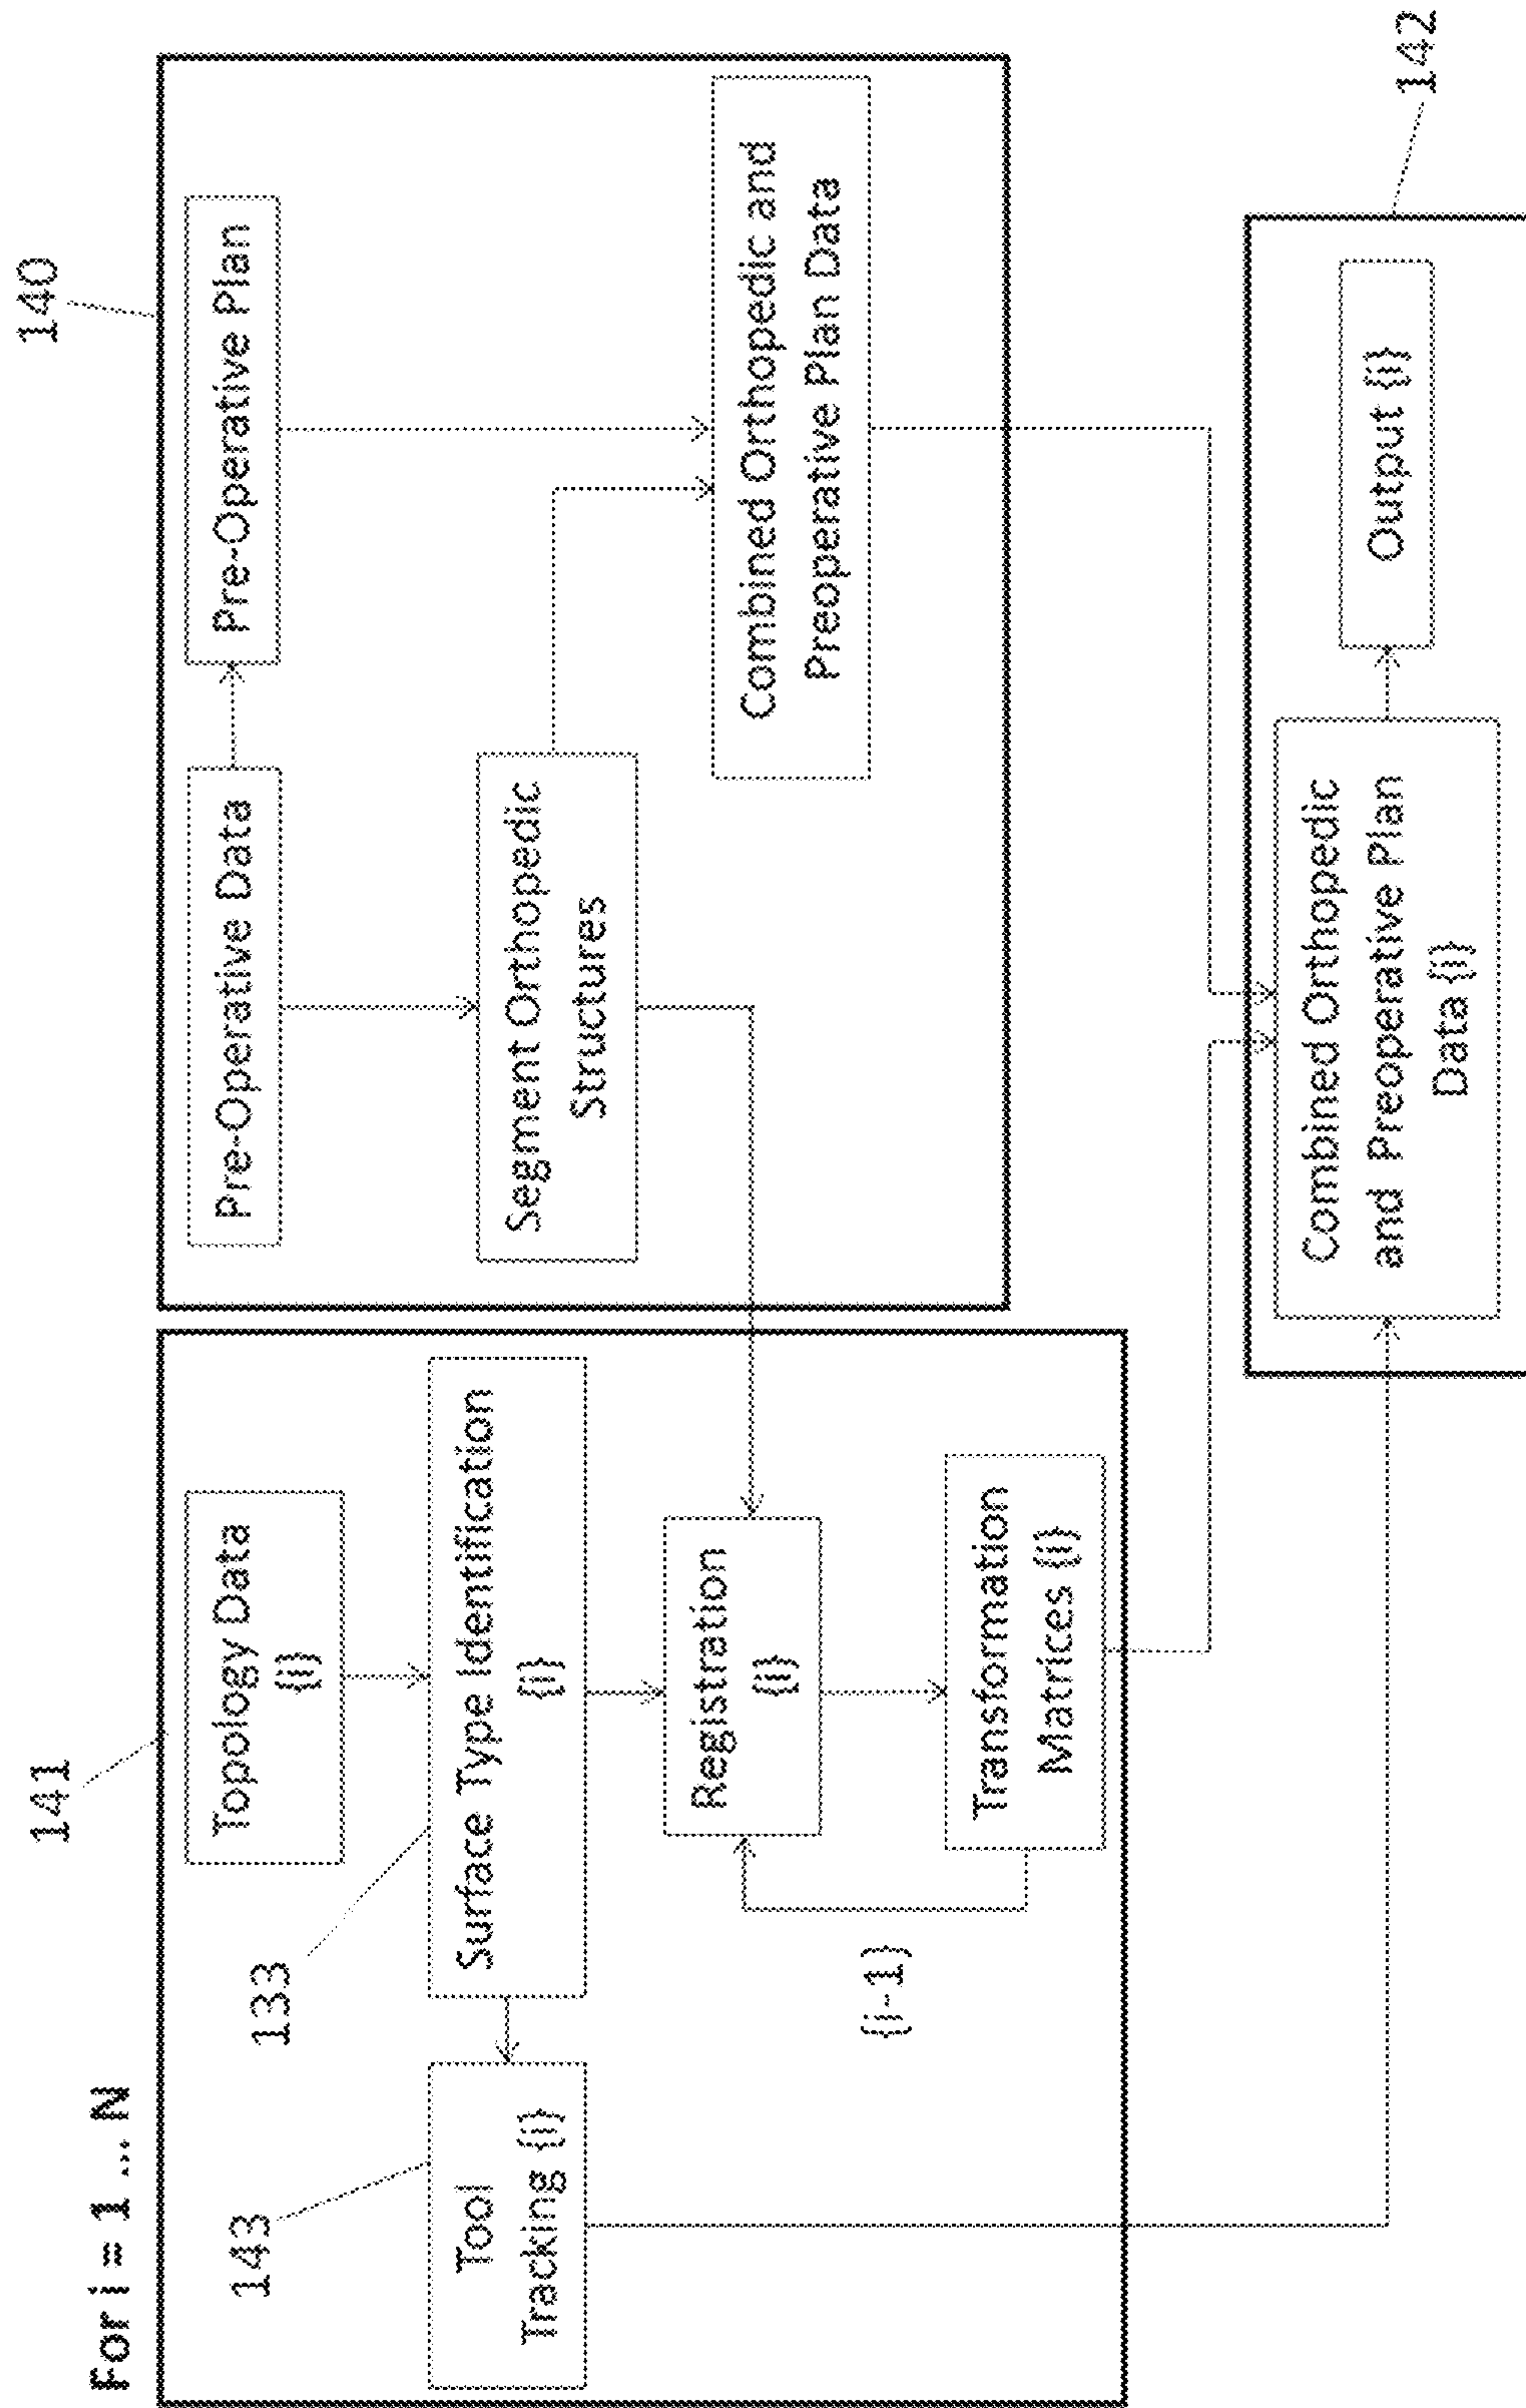 For i = 1 ... N
141
140
143
133
Topology Data
{i}
Pre-Operative Data
Pre-Operative Plan
Tool
Tracking {i}
Surface Type Identification
{i}
Segment Orthopedic
Structures
Registration
{i}
{i-1}
Combined Orthopedic and
Preoperative Plan Data
Transformation
Matrices {i}
Combined Orthopedic
and Preoperative Plan
Data {i}
Output {i}
142